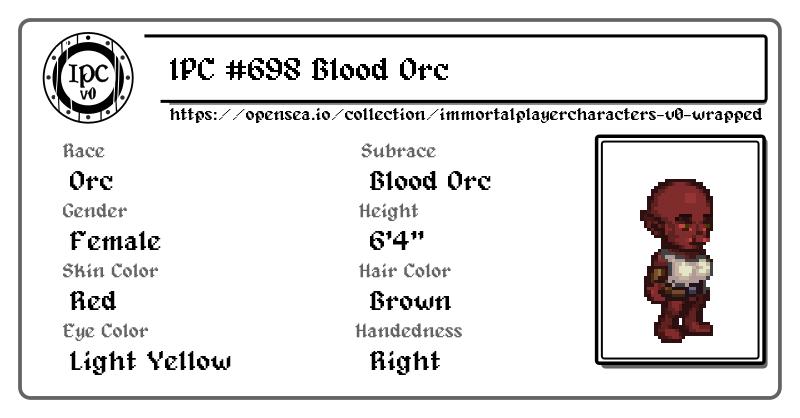 IPC
v0
IPC #698 Blood Orc
https://opensea.io/collection/immortalplayercharacters-v0-wrapped
Race
Orc
Subrace
Blood Orc
Gender
Female
Height
6'4"
Skin Color
Red
Hair Color
Brown
Eye Color
Light Yellow
Handedness
Right